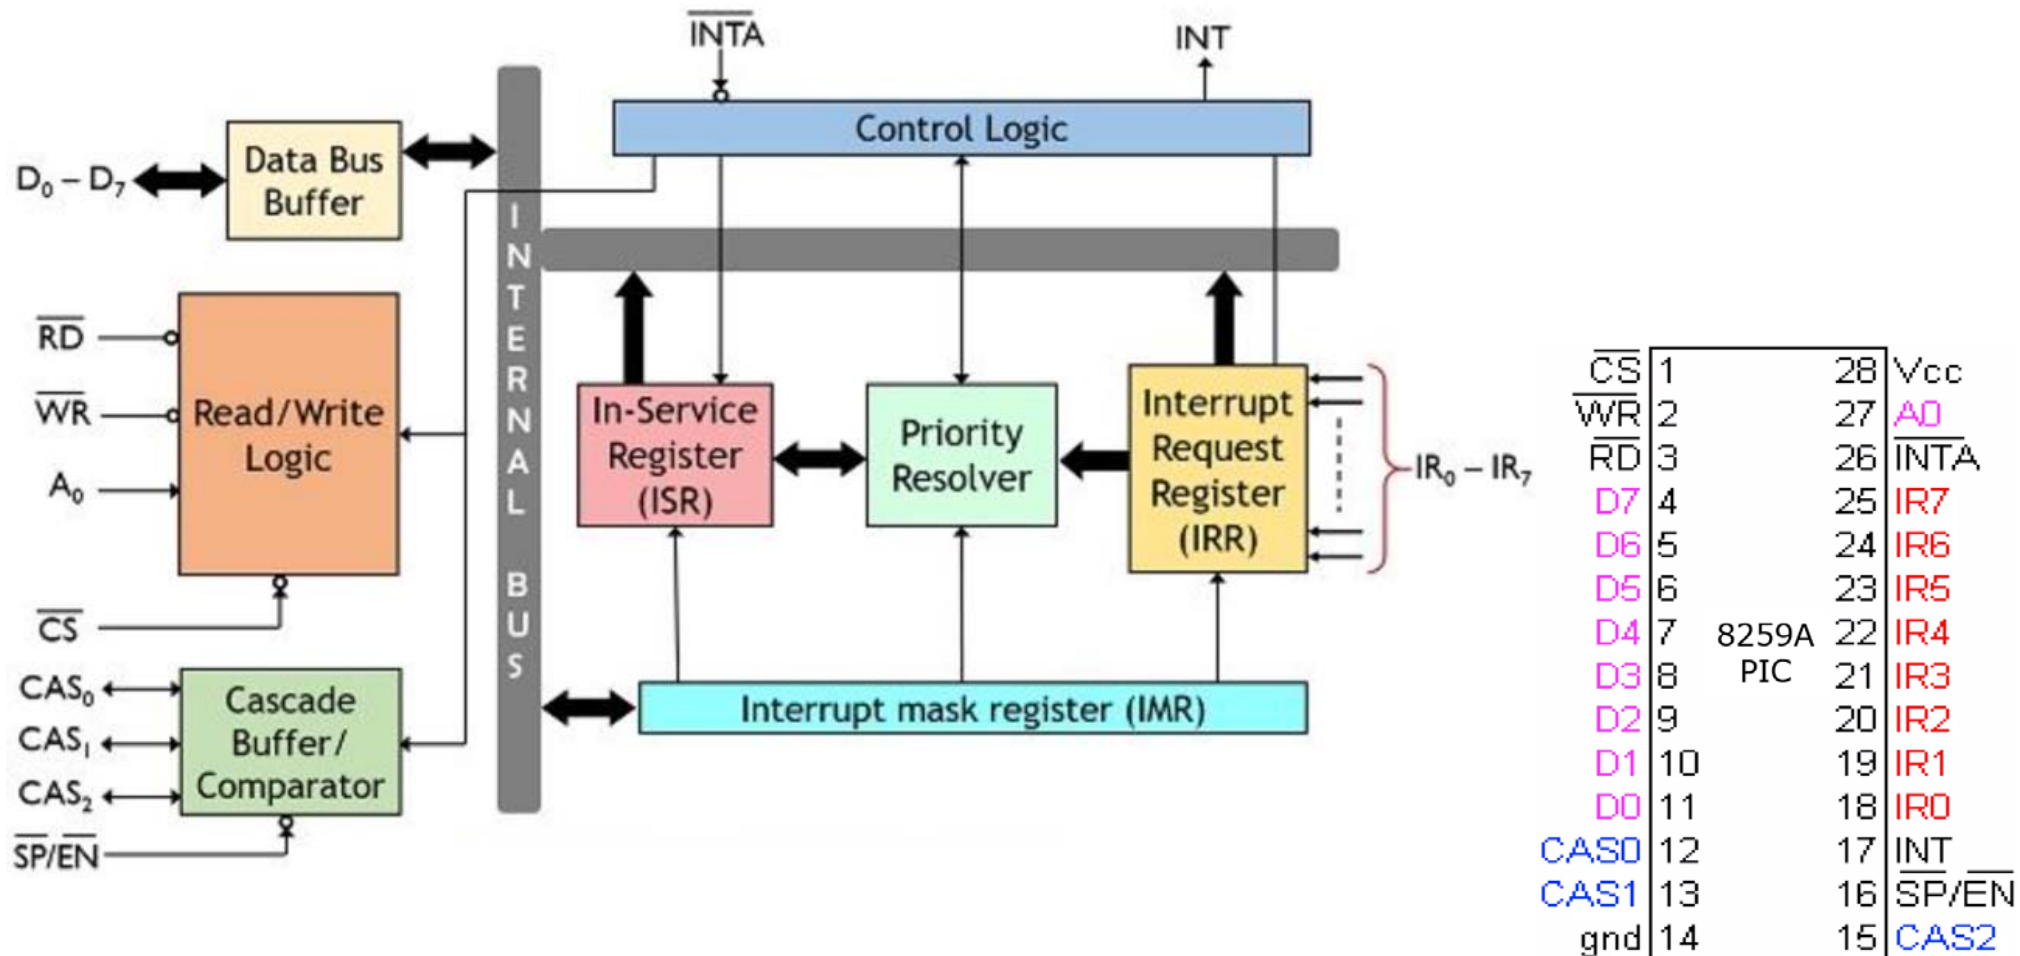 INTA
INT
Control Logic
Data Bus
Buffer
D0 – D7
INTERNAL BUS
RD
WR
A0
Read/Write
Logic
CS
In-Service
Register
(ISR)
Priority
Resolver
Interrupt
Request
Register
(IRR)
IR0 – IR7
CAS0
CAS1
CAS2
Cascade
Buffer/
Comparator
SP/EN
Interrupt mask register (IMR)
CS 1 28 Vcc
WR 2 27 A0
RD 3 26 INTA
D7 4 25 IR7
D6 5 24 IR6
D5 6 23 IR5
D4 7 22 IR4
8259A
PIC
D3 8 21 IR3
D2 9 20 IR2
D1 10 19 IR1
D0 11 18 IR0
CAS0 12 17 INT
CAS1 13 16 SP/EN
gnd 14 15 CAS2